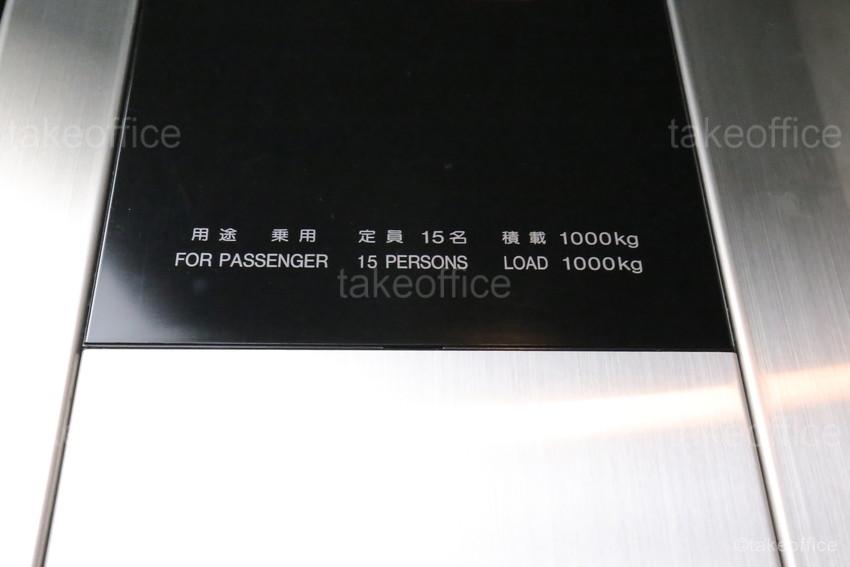 takeoffice takeoffice
用途 乗用 定員 15名 積載 1000kg
FOR PASSENGER 15 PERSONS LOAD 1000kg
takeoffice
takeoffice
©takeoffice